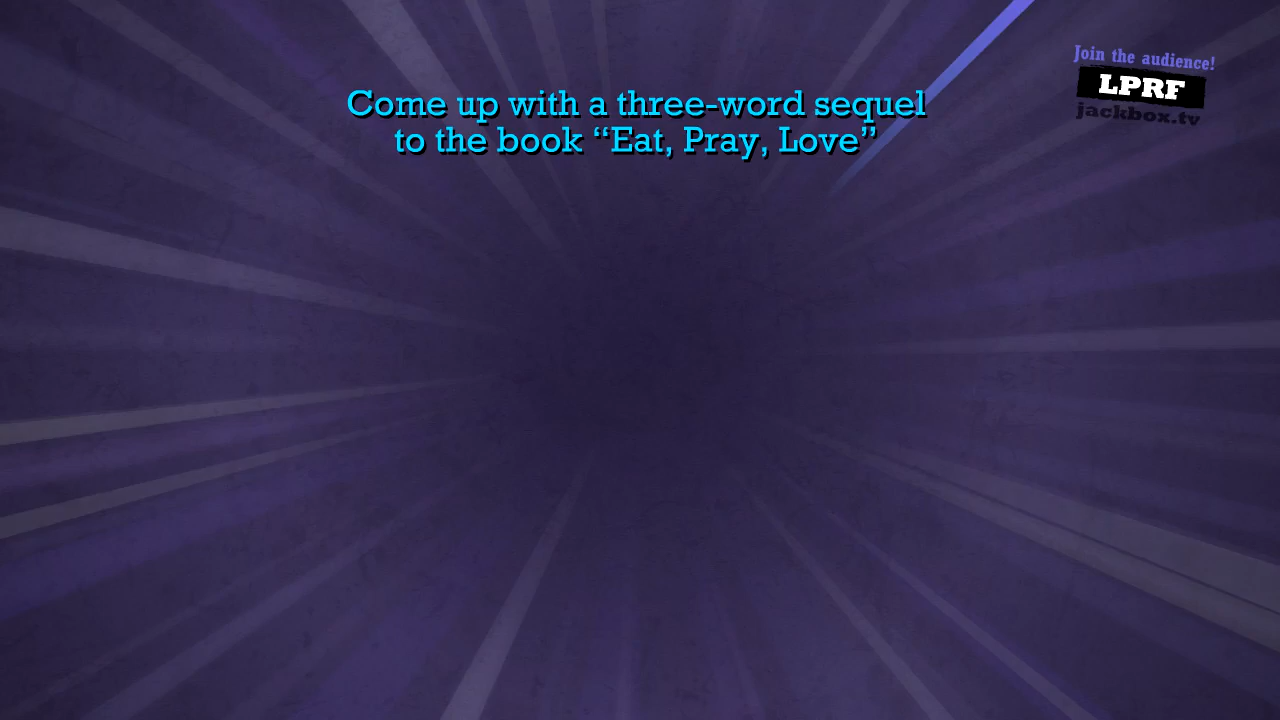 Join the audience!
LPRF
jackbox.tv
Come up with a three-word sequel
to the book “Eat, Pray, Love”